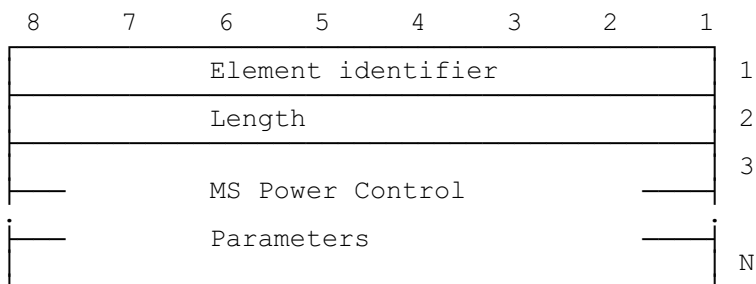 8 7 6 5 4 3 2 1
Element identifier 1
Length 2
3
MS Power Control
Parameters
N